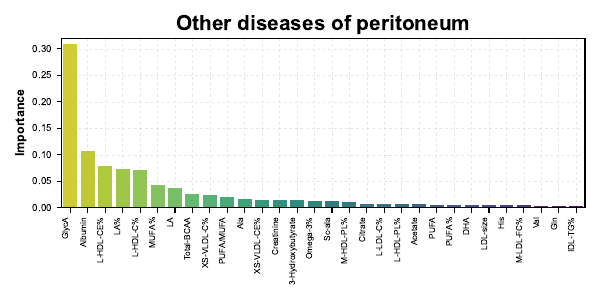 Other diseases of peritoneum
Importance
0.30
0.25
0.20
0.15
0.10
0.05
0.00
GlycA
Albumin
L-HDL-CE%
LA%
L-HDL-C%
MUFA%
LA
Total-BCAA
XS-VLDL-C%
PUFA/MUFA
Ala
XS-VLDL-CE%
Creatinine
3-Hydroxybutyrate
Omega-3%
Sc-ala
M-HDL-PL%
Citrate
L-LDL-C%
L-HDL-PL%
Acetate
PUFA
PUFA%
DHA
LDL-size
His
M-LDL-FC%
Val
Gln
IDL-TG%